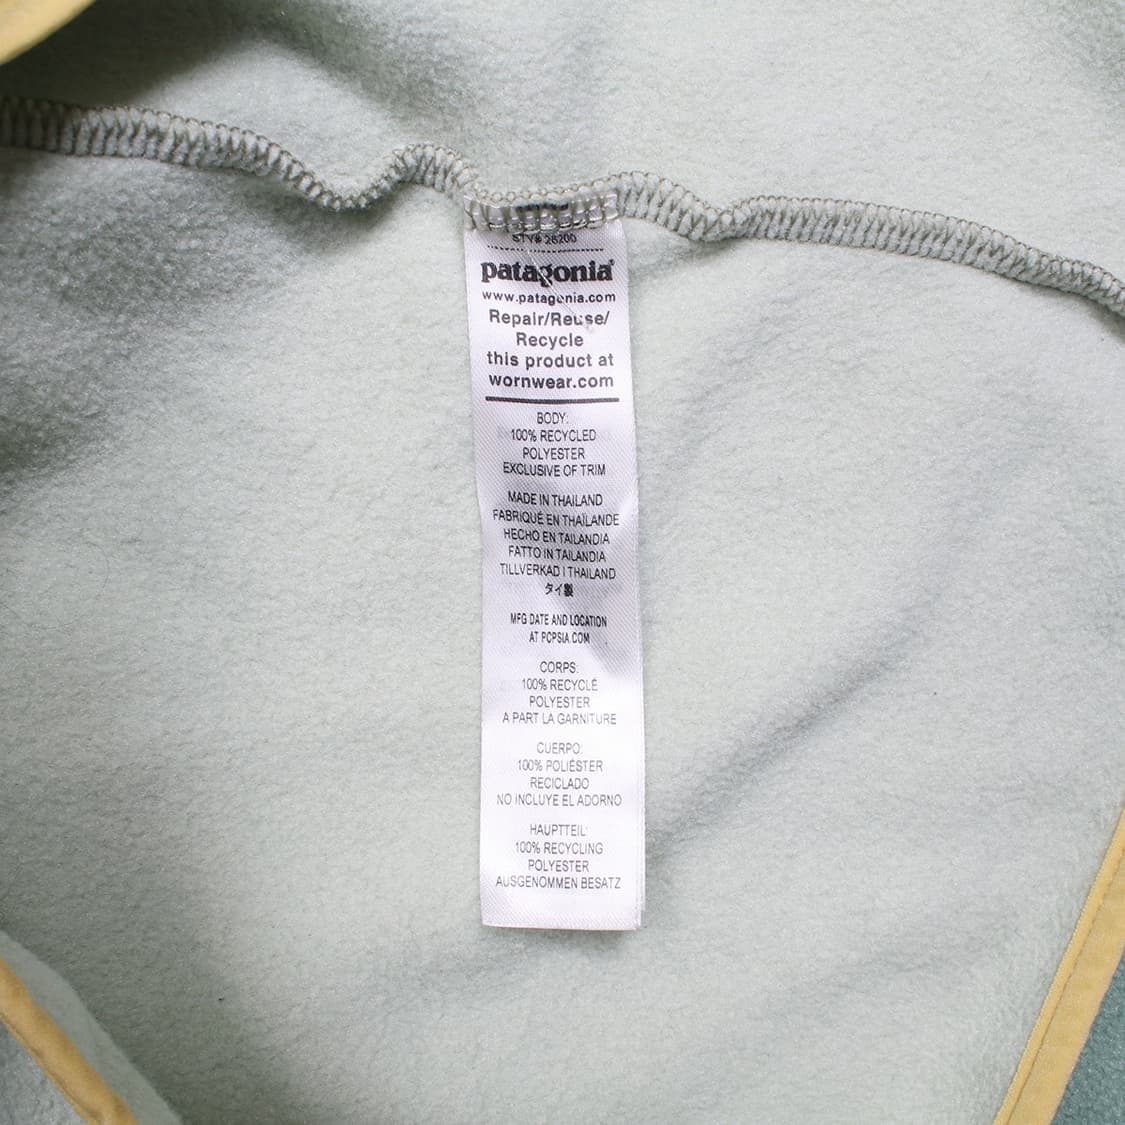 STY# 26200
patagonia®
www.patagonia.com
Repair/Reuse/
Recycle
this product at
wornwear.com
BODY:
100% RECYCLED
POLYESTER
EXCLUSIVE OF TRIM
MADE IN THAILAND
FABRIQUÉ EN THAÏLANDE
HECHO EN TAILANDIA
FATTO IN TAILANDIA
TILLVERKAD I THAILAND
タイ製
MFG DATE AND LOCATION
AT PCPSIA.COM
CORPS:
100% RECYCLÉ
POLYESTER
A PART LA GARNITURE
CUERPO:
100% POLIÉSTER
RECICLADO
NO INCLUYE EL ADORNO
HAUPTTEIL:
100% RECYCLING
POLYESTER
AUSGENOMMEN BESATZ